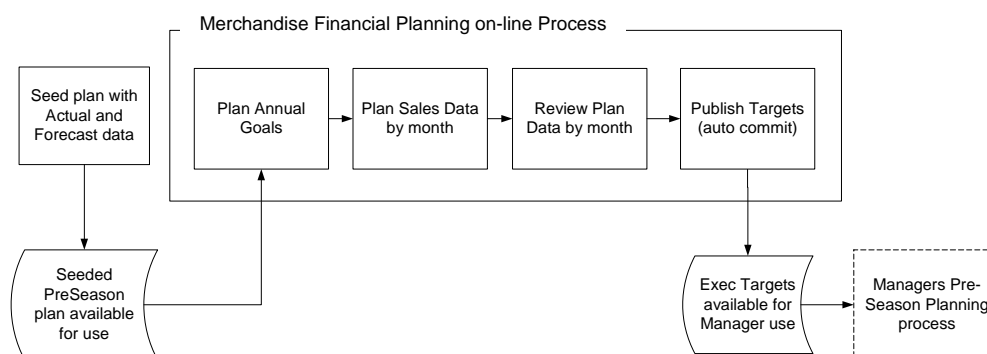 Merchandise Financial Planning on-line Process
Seed plan with
Actual and
Forecast data
Plan Annual
Goals
Plan Sales Data
by month
Review Plan
Data by month
Publish Targets
(auto commit)
Seeded
PreSeason
plan available
for use
Exec Targets
available for
Manager use
Managers Pre-
Season Planning
process